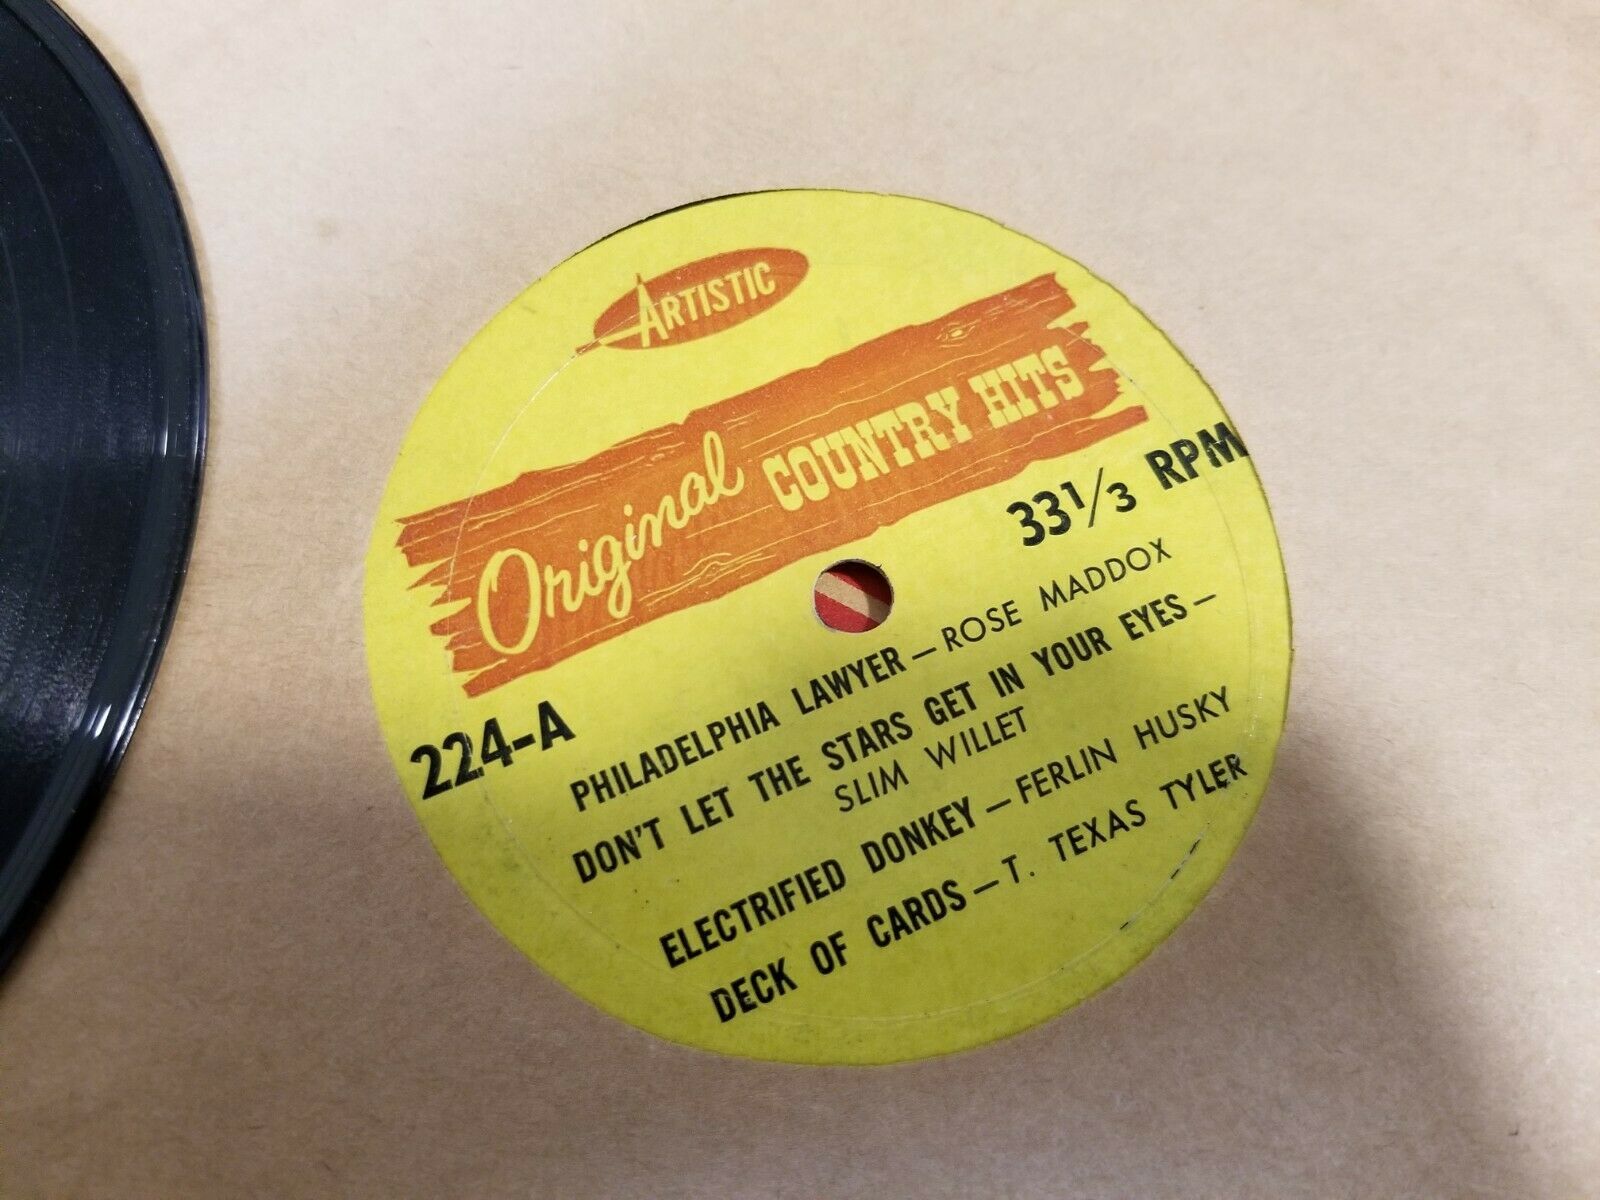 ARTISTIC
Original COUNTRY HITS
33 1/3 RPM
224-A
PHILADELPHIA LAWYER — ROSE MADDOX
DON'T LET THE STARS GET IN YOUR EYES —
SLIM WILLET
ELECTRIFIED DONKEY — FERLIN HUSKY
DECK OF CARDS — T. TEXAS TYLER